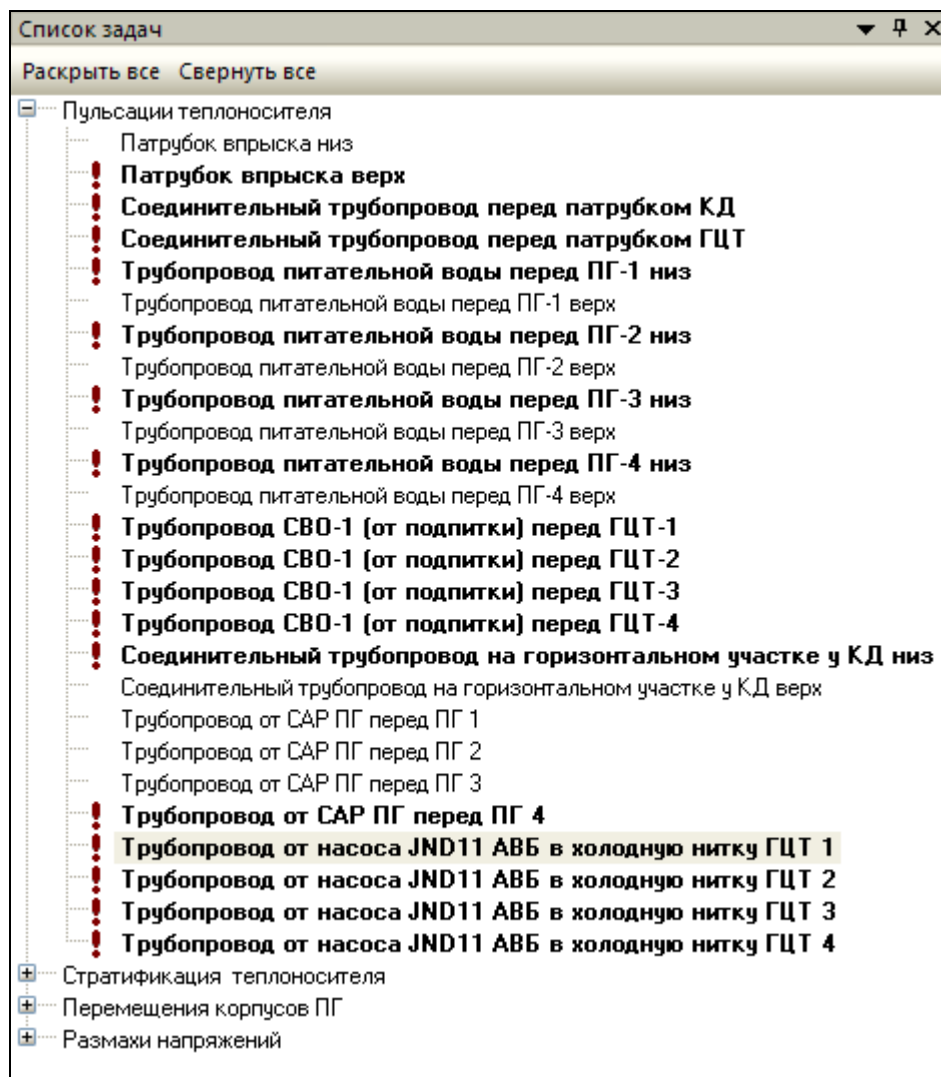 Список задач
Раскрыть все Свернуть все
Пульсации теплоносителя
Патрубок впрыска низ
Патрубок впрыска верх
Соединительный трубопровод перед патрубком КД
Соединительный трубопровод перед патрубком ГЦТ
Трубопровод питательной воды перед ПГ-1 низ
Трубопровод питательной воды перед ПГ-1 верх
Трубопровод питательной воды перед ПГ-2 низ
Трубопровод питательной воды перед ПГ-2 верх
Трубопровод питательной воды перед ПГ-3 низ
Трубопровод питательной воды перед ПГ-3 верх
Трубопровод питательной воды перед ПГ-4 низ
Трубопровод питательной воды перед ПГ-4 верх
Трубопровод СВО-1 (от подпитки) перед ГЦТ-1
Трубопровод СВО-1 (от подпитки) перед ГЦТ-2
Трубопровод СВО-1 (от подпитки) перед ГЦТ-3
Трубопровод СВО-1 (от подпитки) перед ГЦТ-4
Соединительный трубопровод на горизонтальном участке у КД низ
Соединительный трубопровод на горизонтальном участке у КД верх
Трубопровод от САР ПГ перед ПГ 1
Трубопровод от САР ПГ перед ПГ 2
Трубопровод от САР ПГ перед ПГ 3
Трубопровод от САР ПГ перед ПГ 4
Трубопровод от насоса JND11 АВБ в холодную нитку ГЦТ 1
Трубопровод от насоса JND11 АВБ в холодную нитку ГЦТ 2
Трубопровод от насоса JND11 АВБ в холодную нитку ГЦТ 3
Трубопровод от насоса JND11 АВБ в холодную нитку ГЦТ 4
Стратификация теплоносителя
Перемещения корпусов ПГ
Размахи напряжений